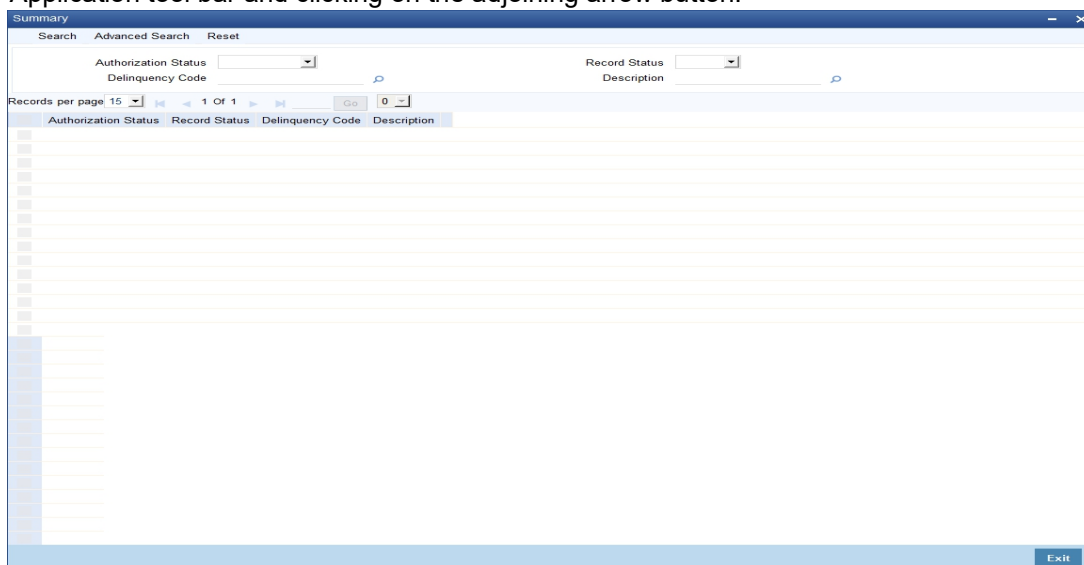 Application tool bar and clicking on the adjoining arrow button.
Summary
Search Advanced Search Reset
Authorization Status Record Status
Delinquency Code Description
Records per page 15 1 Of 1 Go 0
Authorization Status Record Status Delinquency Code Description
Exit